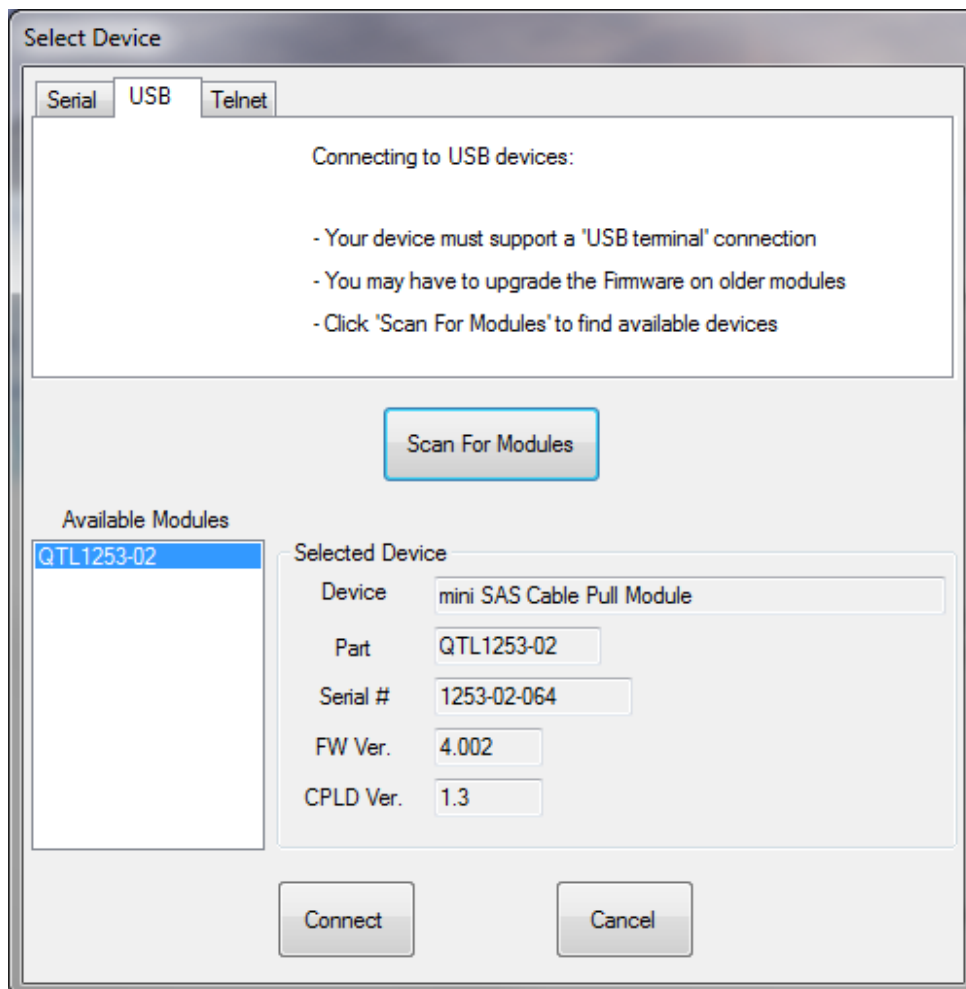 Select Device
Serial USB Telnet
Connecting to USB devices:
- Your device must support a 'USB terminal' connection
- You may have to upgrade the Firmware on older modules
- Click 'Scan For Modules' to find available devices
Scan For Modules
Available Modules
QTL1253-02
Selected Device
Device mini SAS Cable Pull Module
Part QTL1253-02
Serial # 1253-02-064
FW Ver. 4.002
CPLD Ver. 1.3
Connect Cancel